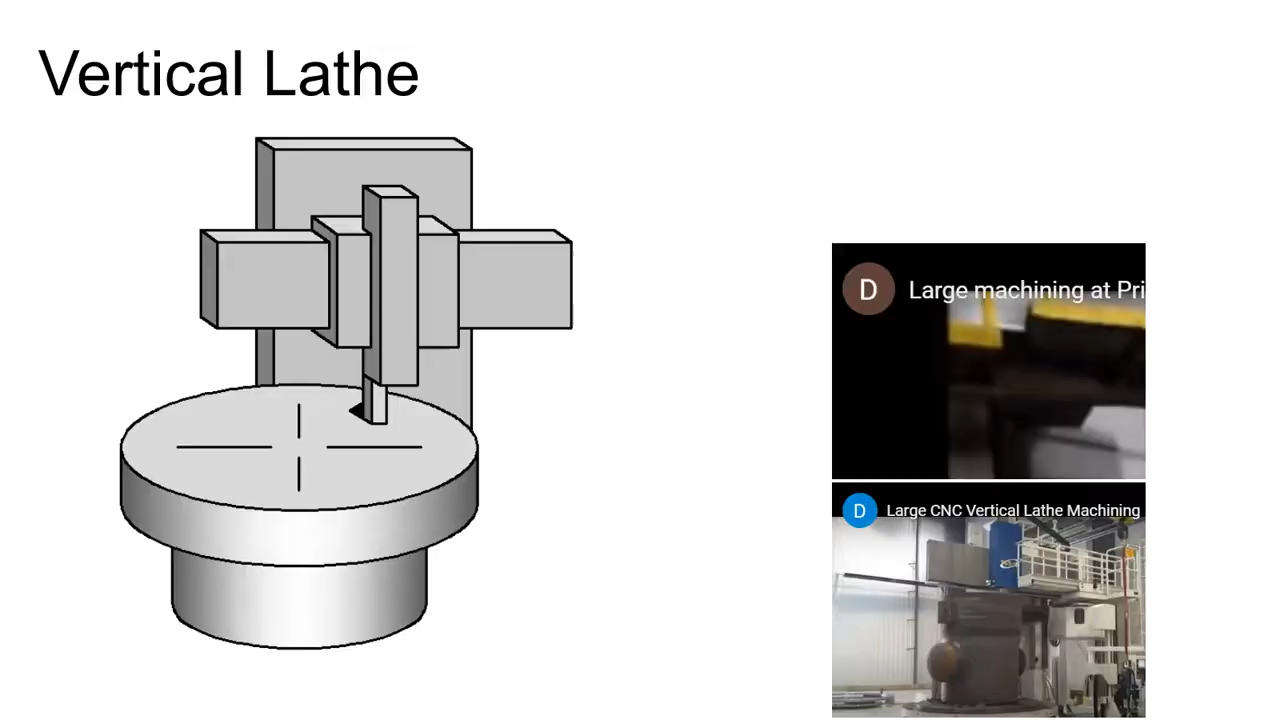 Vertical Lathe
D
Large machining at Pri
D
Large CNC Vertical Lathe Machining